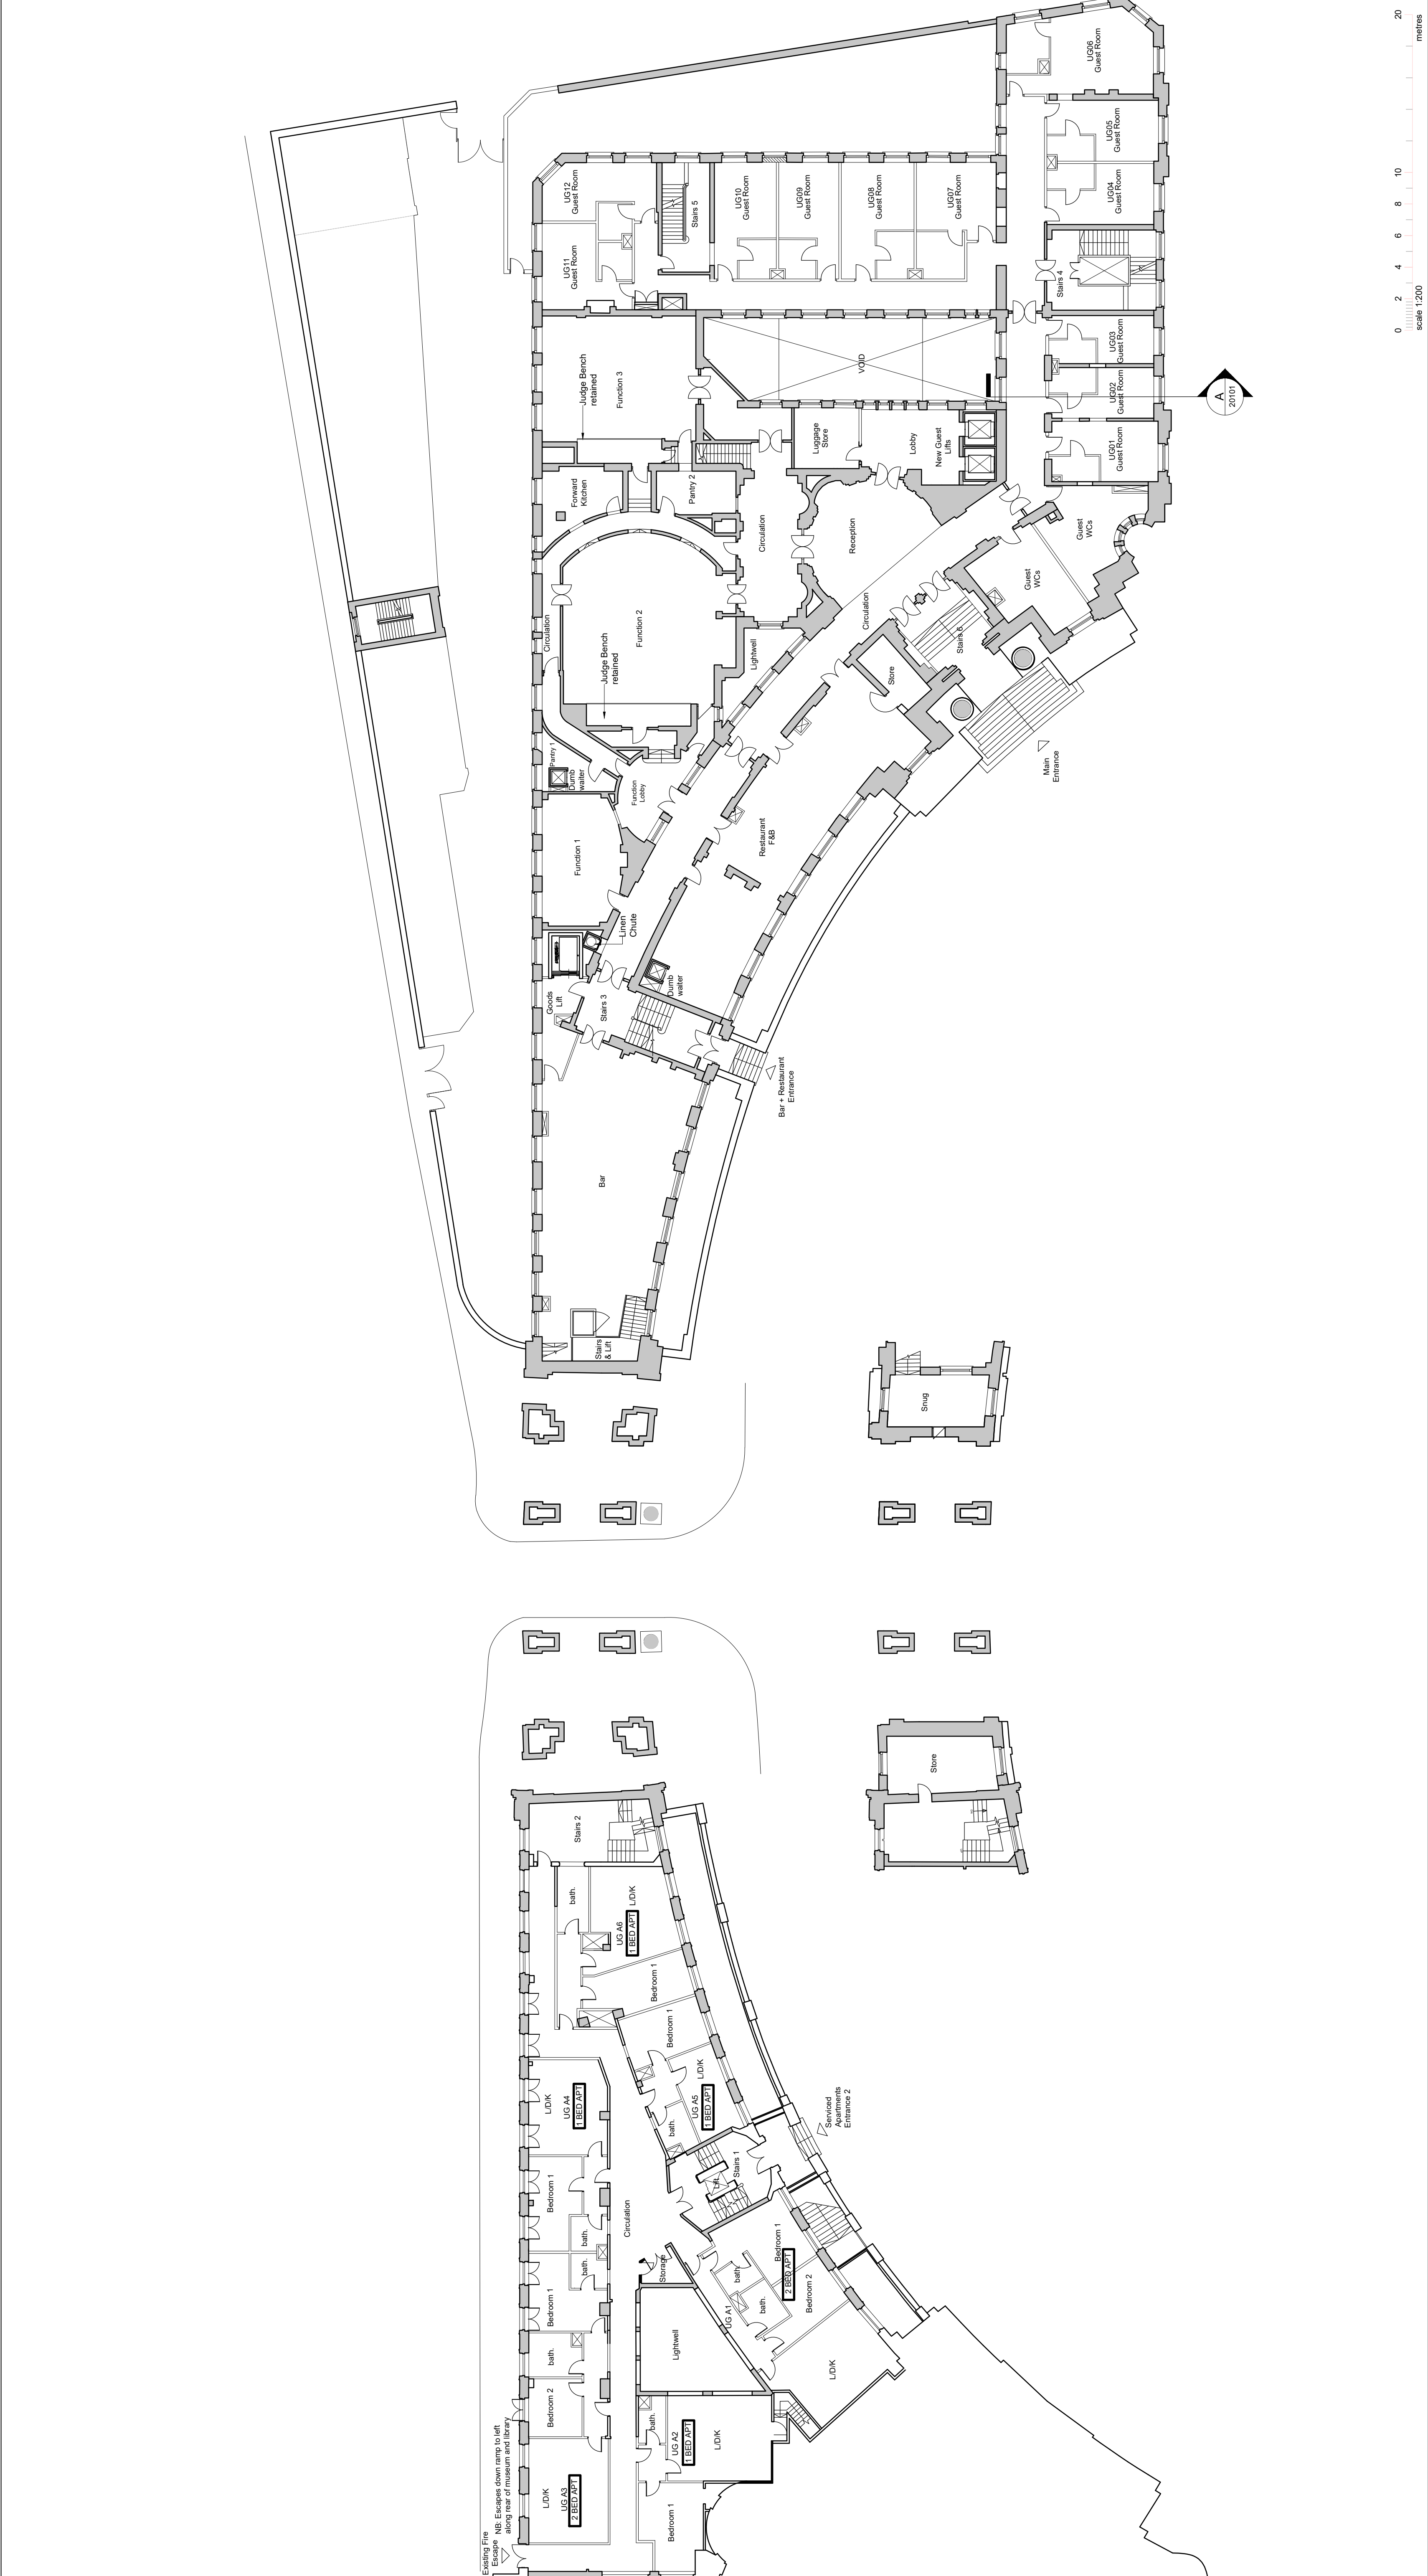 20
metres
10
8
6
4
2
0
scale 1:200
UG06
Guest Room
UG05
Guest Room
UG04
Guest Room
UG12
Guest Room
UG11
Guest Room
Stairs 5
UG10
Guest Room
UG09
Guest Room
UG08
Guest Room
UG07
Guest Room
Stairs 4
UG03
Guest Room
UG02
Guest Room
UG01
Guest Room
A
20101
VOID
Judge Bench
retained
Function 3
Luggage
Store
Lobby
New Guest
Lifts
Forward
Kitchen
Pantry 2
Circulation
Reception
Guest
WCs
Guest
WCs
Circulation
Function 2
Judge Bench
retained
Lightwell
Circulation
Store
Stairs 6
Main
Entrance
Pantry 1
Dumb
waiter
Function
Lobby
Function 1
Restaurant
F&B
Linen
Chute
Goods
Lift
Stairs 3
Dumb
waiter
Bar + Restaurant
Entrance
Bar
Stairs
& Lift
Snug
Store
Stairs 2
bath.
L/D/K
UG A6
1 BED APT
Bedroom 1
Bedroom 1
L/D/K
UG A5
1 BED APT
bath.
L/D/K
UG A4
1 BED APT
Bedroom 1
bath.
Circulation
Lift
Stairs 1
Serviced
Apartments
Entrance 2
bath.
Bedroom 1
Storage
Bedroom 1
2 BED APT
Bedroom 2
bath.
bath.
UG A1
L/D/K
Lightwell
bath.
Bedroom 2
L/D/K
UG A3
2 BED APT
bath.
UG A2
1 BED APT
L/D/K
Bedroom 1
Existing Fire
Escape
NB: Escapes down ramp to left
along rear of museum and library